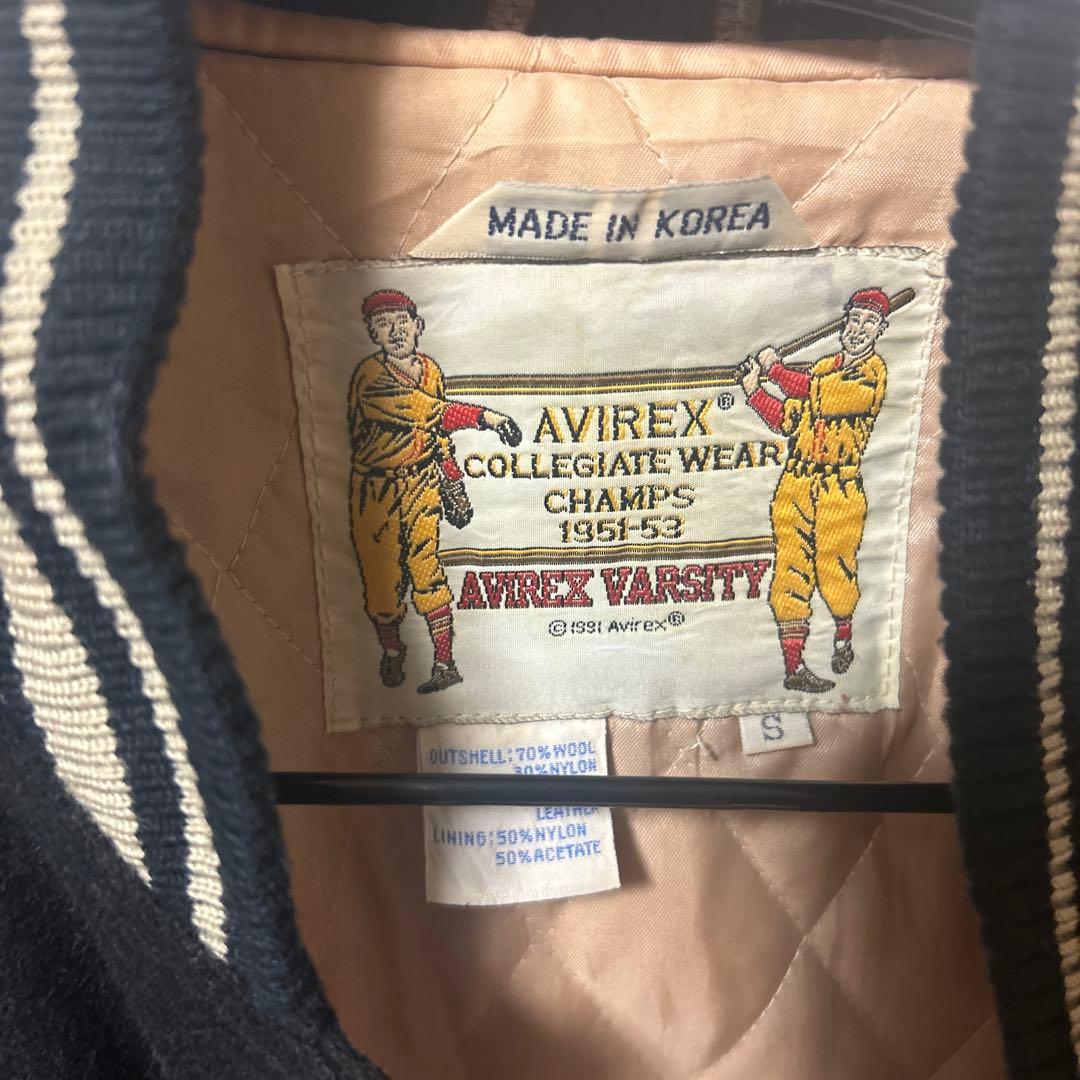 MADE IN KOREA
AVIREX®
COLLEGIATE WEAR
CHAMPS
1951-53
AVIREX VARSITY
© 1991 Avirex®
S
OUTSHELL: 70% WOOL
30% NYLON
LEATHER
LINING: 50% NYLON
50% ACETATE